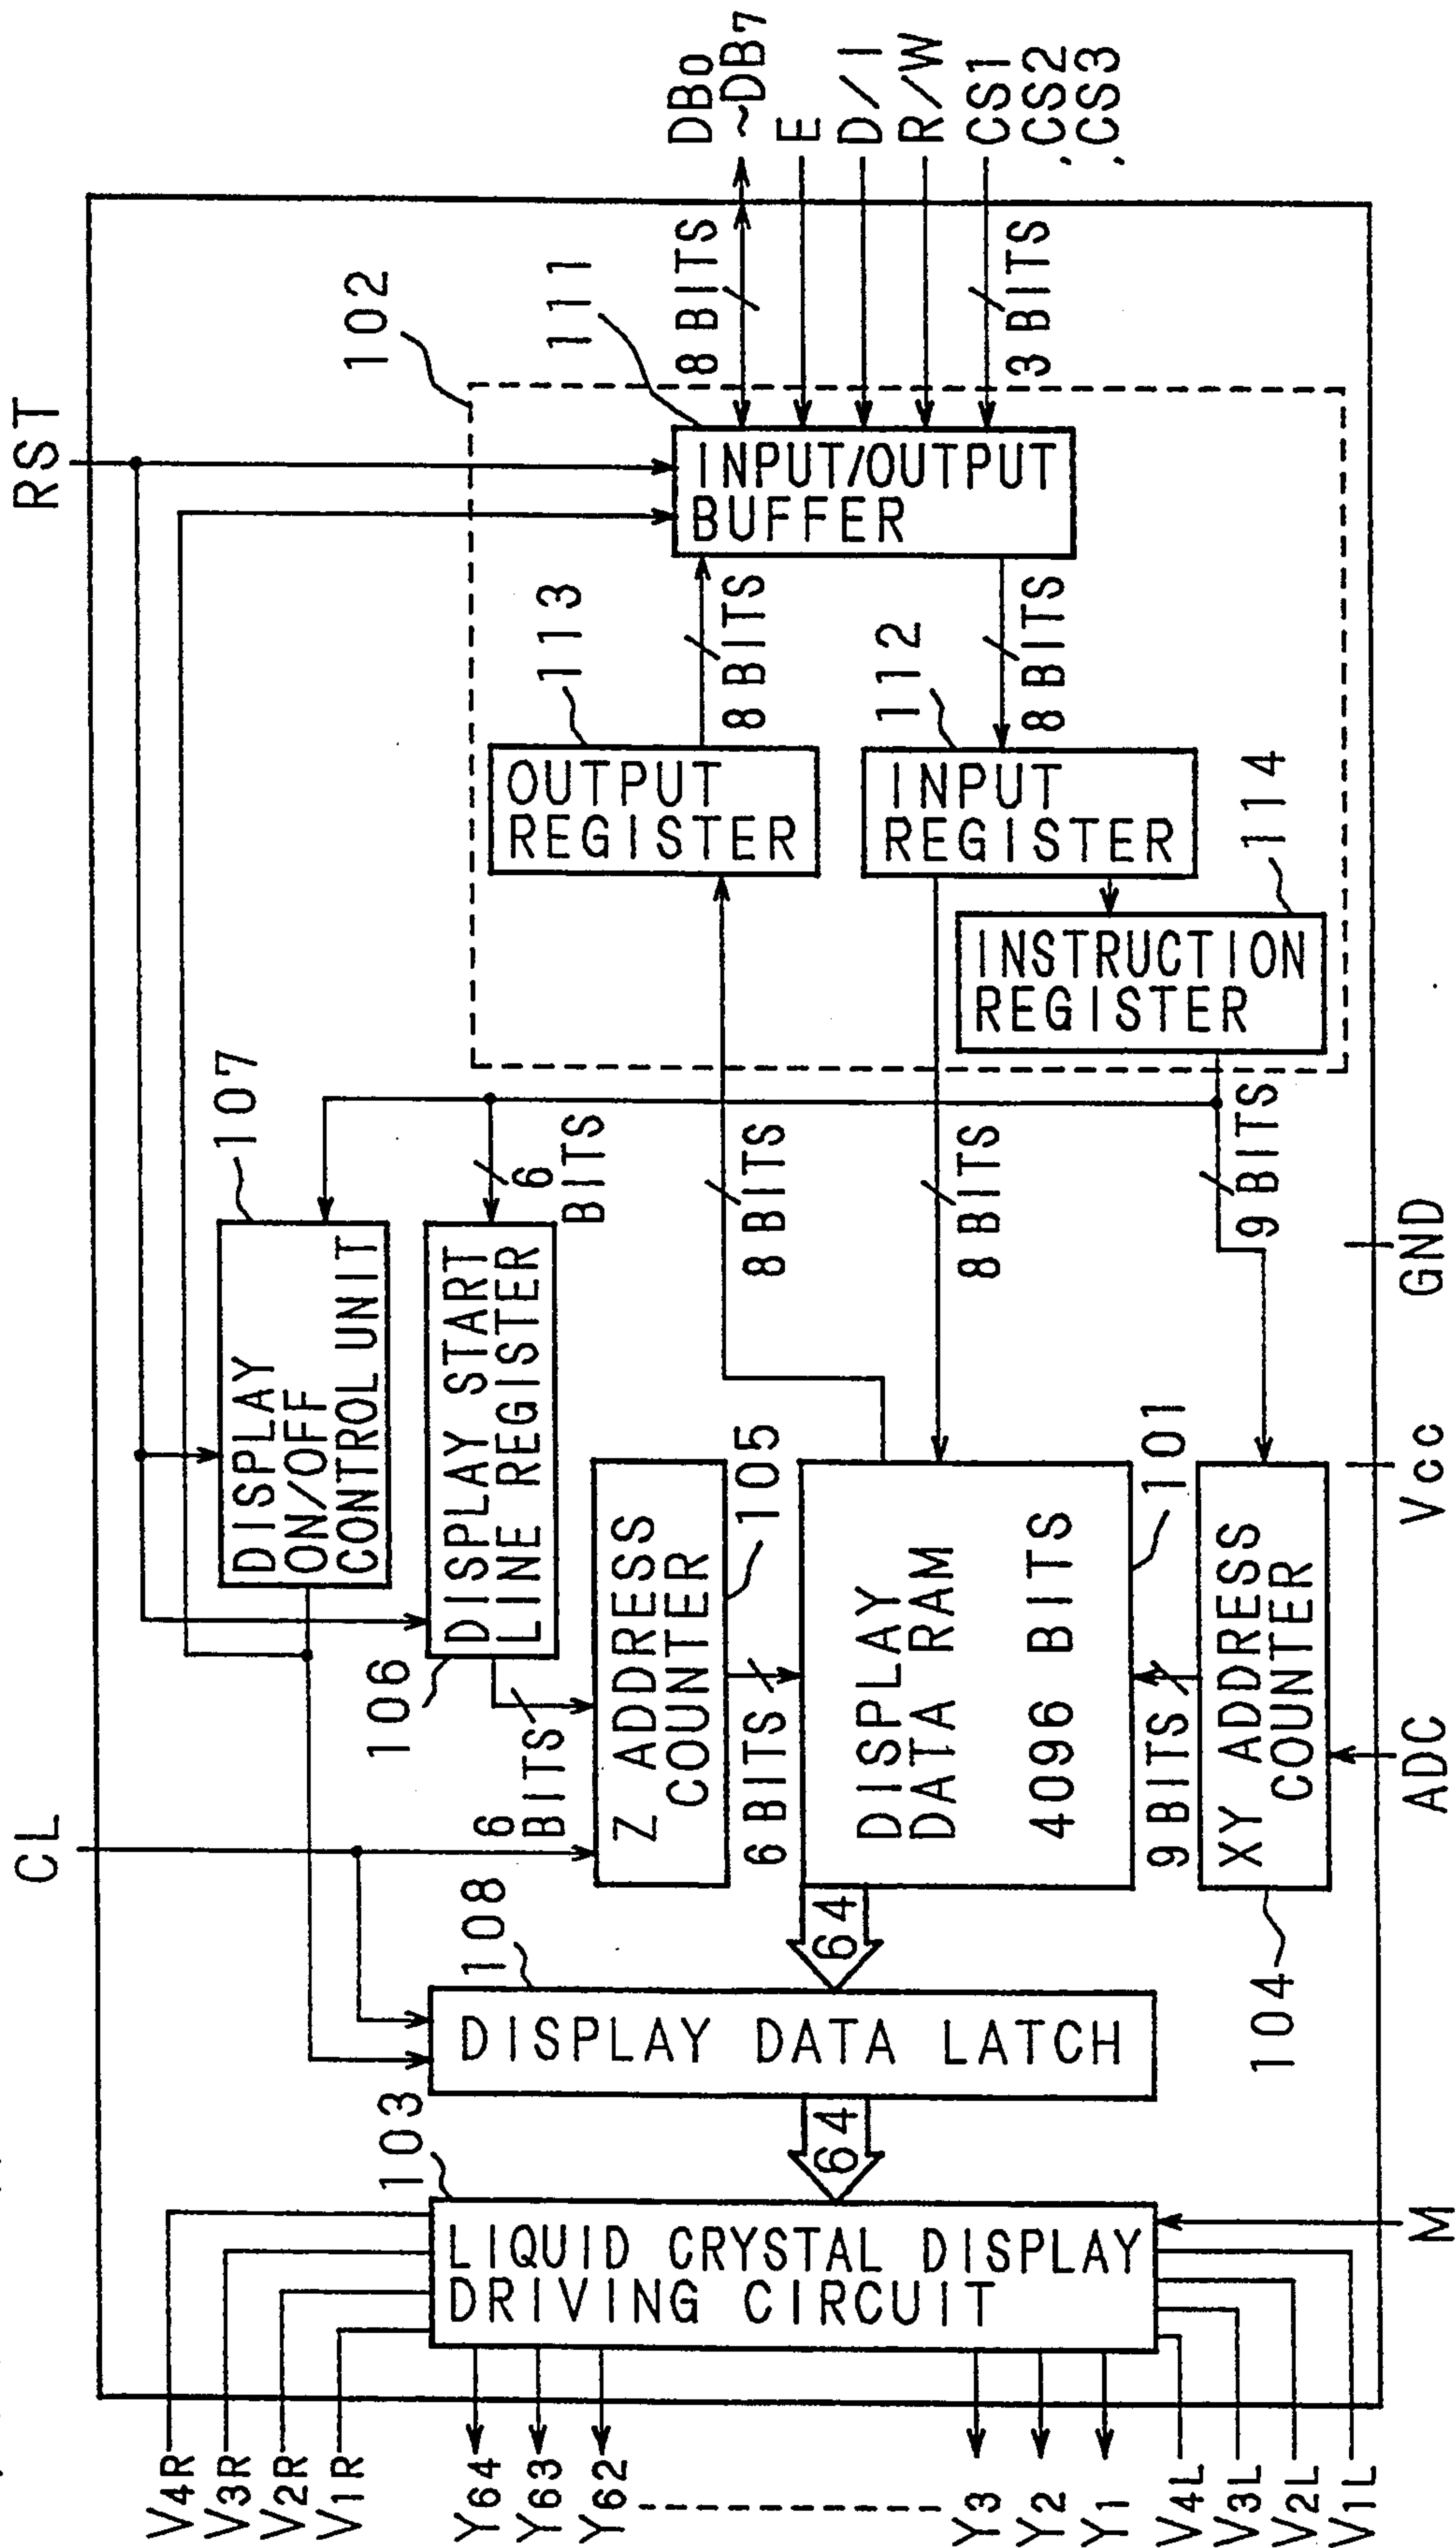 RST
CL
102
111
113
112
114
107
106
105
101
104
108
103
DB0
~DB7
E
D/I
R/W
CS1
,CS2
,CS3
8 BITS
3 BITS
INPUT/OUTPUT
BUFFER
8 BITS
8 BITS
OUTPUT
REGISTER
INPUT
REGISTER
INSTRUCTION
REGISTER
6
BITS
8 BITS
8 BITS
9 BITS
DISPLAY
ON/OFF
CONTROL UNIT
DISPLAY START
LINE REGISTER
6
BITS
Z ADDRESS
COUNTER
6 BITS
DISPLAY
DATA RAM
4096 BITS
9 BITS
XY ADDRESS
COUNTER
64
DISPLAY DATA LATCH
64
LIQUID CRYSTAL DISPLAY
DRIVING CIRCUIT
GND
Vcc
ADC
M
V4R
V3R
V2R
V1R
Y64
Y63
Y62
Y3
Y2
Y1
V4L
V3L
V2L
V1L